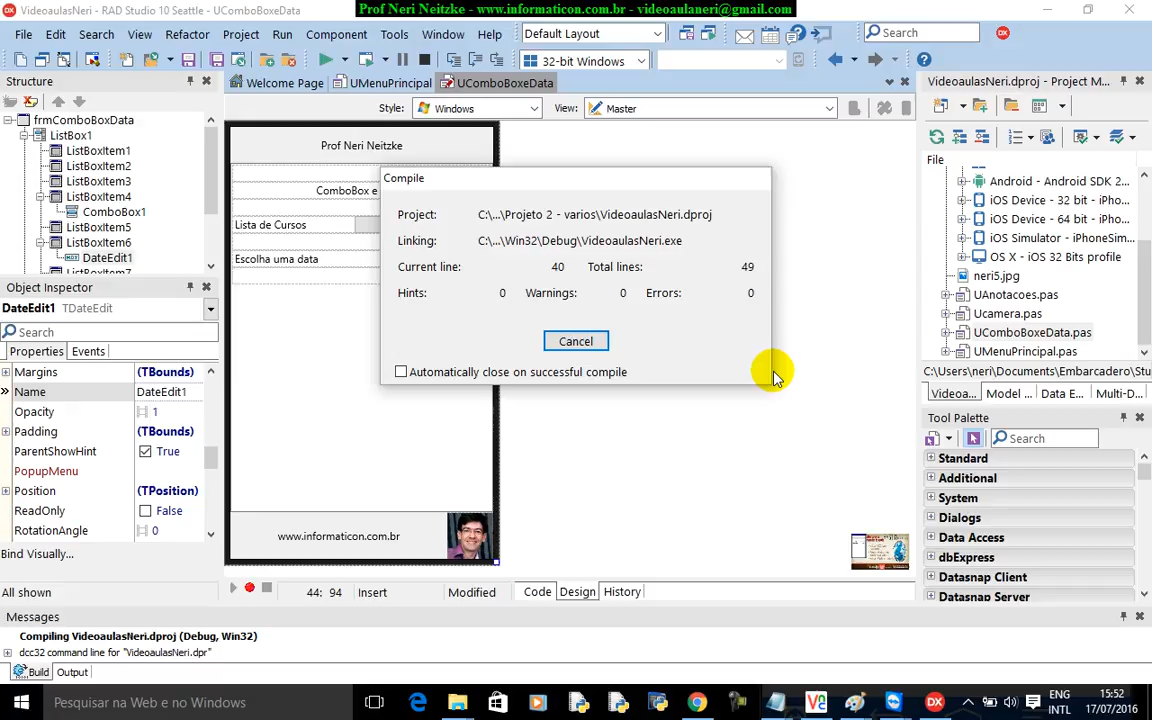 VideoaulasNeri - RAD Studio 10 Seattle - UComboBoxeData
Prof Neri Neitzke - www.informaticon.com.br - videoaulaneri@gmail.com
File Edit Search View Refactor Project Run Component Tools Window Help
Default Layout
Search
32-bit Windows
Structure
Welcome Page
UMenuPrincipal
UComboBoxeData
VideoaulasNeri.dproj - Project M...
Style:
Windows
View:
Master
frmComboBoxData
ListBox1
ListBoxItem1
ListBoxItem2
ListBoxItem3
ListBoxItem4
ComboBox1
ListBoxItem5
ListBoxItem6
DateEdit1
ListBoxItem7
Prof Neri Neitzke
ComboBox e
Lista de Cursos
Escolha uma data
www.informaticon.com.br
Compile
Project: C:\...\Projeto 2 - varios\VideoaulasNeri.dproj
Linking: C:\...\Win32\Debug\VideoaulasNeri.exe
Current line: 40 Total lines: 49
Hints: 0 Warnings: 0 Errors: 0
Cancel
Automatically close on successful compile
File
Android - Android SDK 2...
iOS Device - 32 bit - iPho...
iOS Device - 64 bit - iPho...
iOS Simulator - iPhoneSim...
OS X - iOS 32 Bits profile
neri5.jpg
UAnotacoes.pas
Ucamera.pas
UComboBoxeData.pas
UMenuPrincipal.pas
C:\Users\neri\Documents\Embarcadero\Stu
Videoa... Model ... Data E... Multi-D...
Tool Palette
Search
Standard
Additional
System
Dialogs
Data Access
dbExpress
Datasnap Client
Datasnap Server
Object Inspector
DateEdit1 TDateEdit
Search
Properties Events
Margins (TBounds)
Name DateEdit1
Opacity 1
Padding (TBounds)
ParentShowHint True
PopupMenu
Position (TPosition)
ReadOnly False
RotationAngle 0
Bind Visually...
All shown
44: 94 Insert Modified
Code Design History
Messages
Compiling VideoaulasNeri.dproj (Debug, Win32)
dcc32 command line for "VideoaulasNeri.dpr"
Build Output
Pesquisar na Web e no Windows
ENG
INTL
15:52
17/07/2016